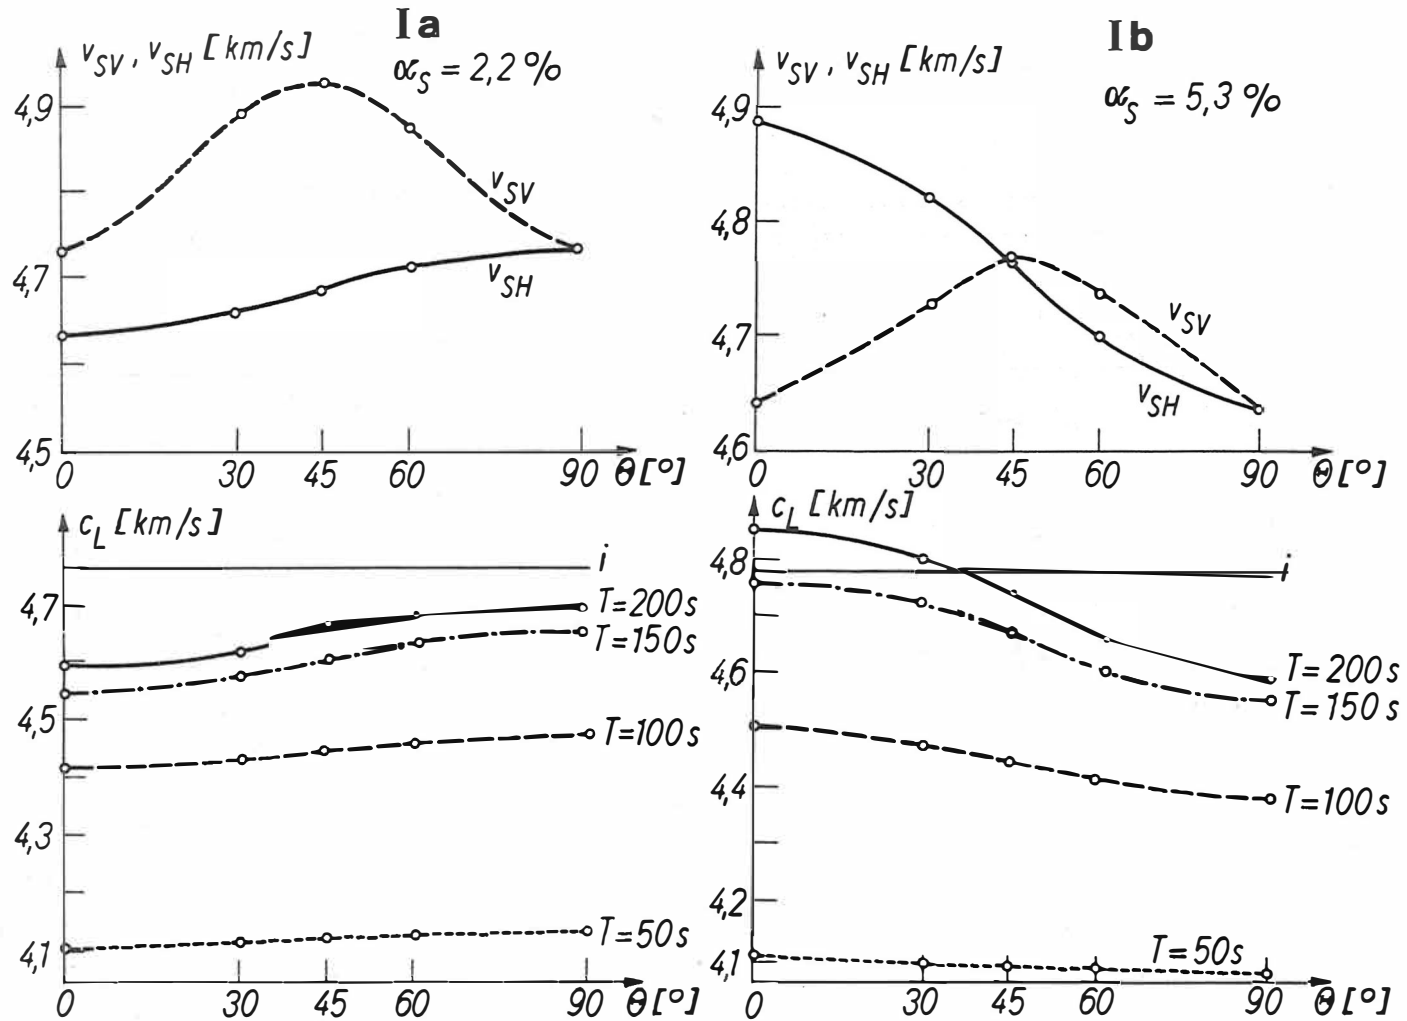 Ia
v_SV, v_SH [km/s]
α_S = 2,2 %
4,9
4,7
4,5
v_SV
v_SH
0 30 45 60 90 Θ [°]
Ib
v_SV, v_SH [km/s]
α_S = 5,3 %
4,9
4,8
4,7
4,6
v_SV
v_SH
0 30 45 60 90 Θ [°]
c_L [km/s]
i
4,7
T=200s
T=150s
4,5
T=100s
4,3
4,1
T=50s
0 30 45 60 90 Θ [°]
c_L [km/s]
4,8
i
4,6
T=200s
T=150s
4,4
T=100s
4,2
4,1
T=50s
0 30 45 60 90 Θ [°]